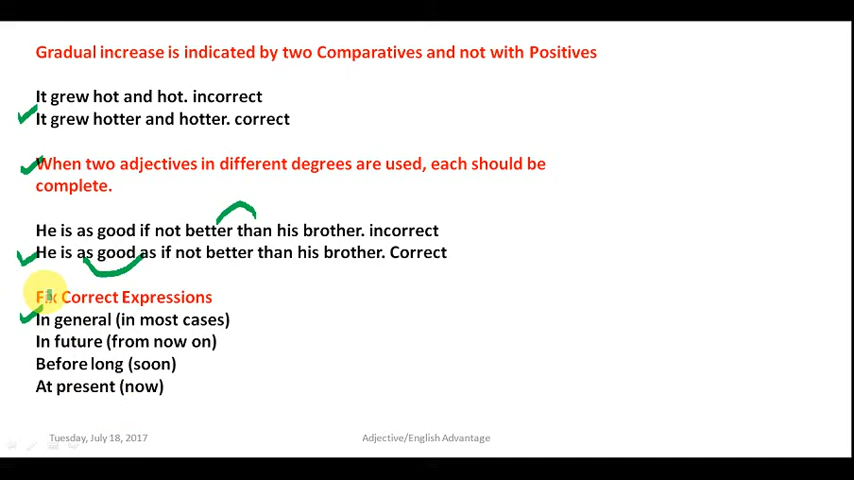 Gradual increase is indicated by two Comparatives and not with Positives
It grew hot and hot. incorrect
It grew hotter and hotter. correct
When two adjectives in different degrees are used, each should be
complete.
He is as good if not better than his brother. incorrect
He is as good as if not better than his brother. Correct
Fix Correct Expressions
In general (in most cases)
In future (from now on)
Before long (soon)
At present (now)
Tuesday, July 18, 2017
Adjective/English Advantage